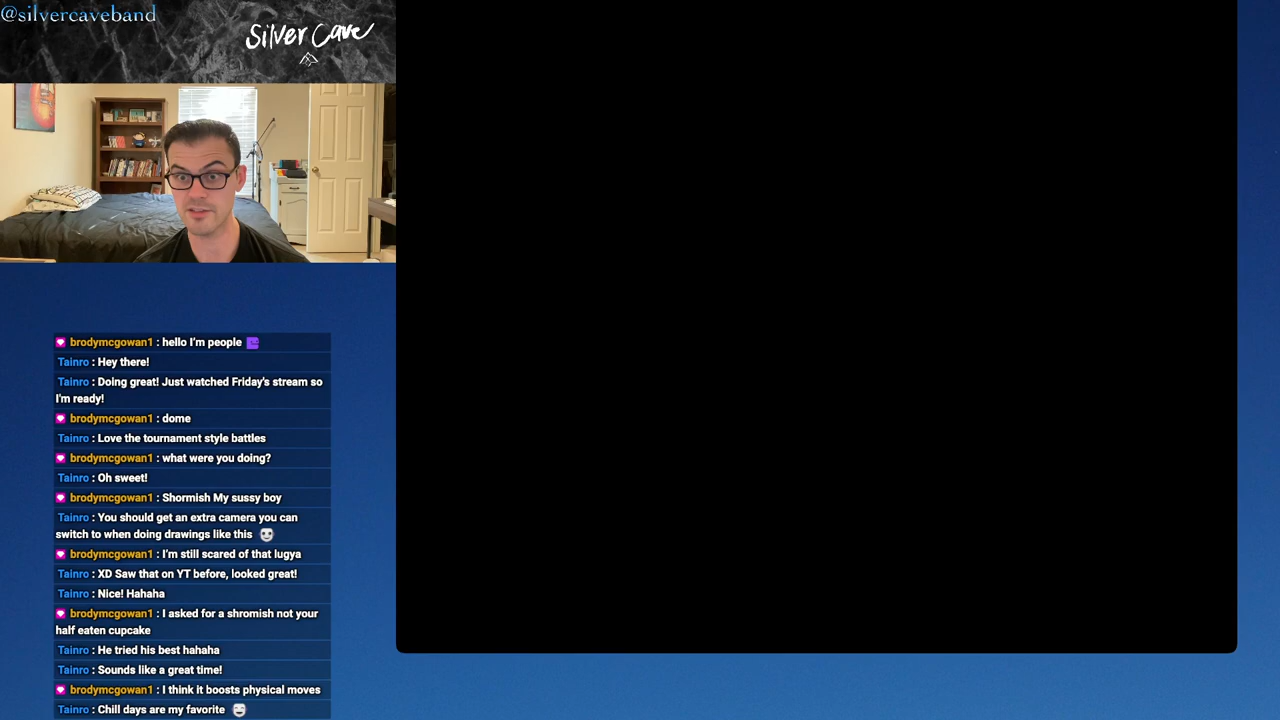 @silvercaveband
Silver Cave
brodymcgowan1 : hello I'm people
Tainro : Hey there!
Tainro : Doing great! Just watched Friday's stream so
I'm ready!
brodymcgowan1 : dome
Tainro : Love the tournament style battles
brodymcgowan1 : what were you doing?
Tainro : Oh sweet!
brodymcgowan1 : Shormish My sussy boy
Tainro : You should get an extra camera you can
switch to when doing drawings like this
brodymcgowan1 : I'm still scared of that lugya
Tainro : XD Saw that on YT before, looked great!
Tainro : Nice! Hahaha
brodymcgowan1 : I asked for a shromish not your
half eaten cupcake
Tainro : He tried his best hahaha
Tainro : Sounds like a great time!
brodymcgowan1 : I think it boosts physical moves
Tainro : Chill days are my favorite